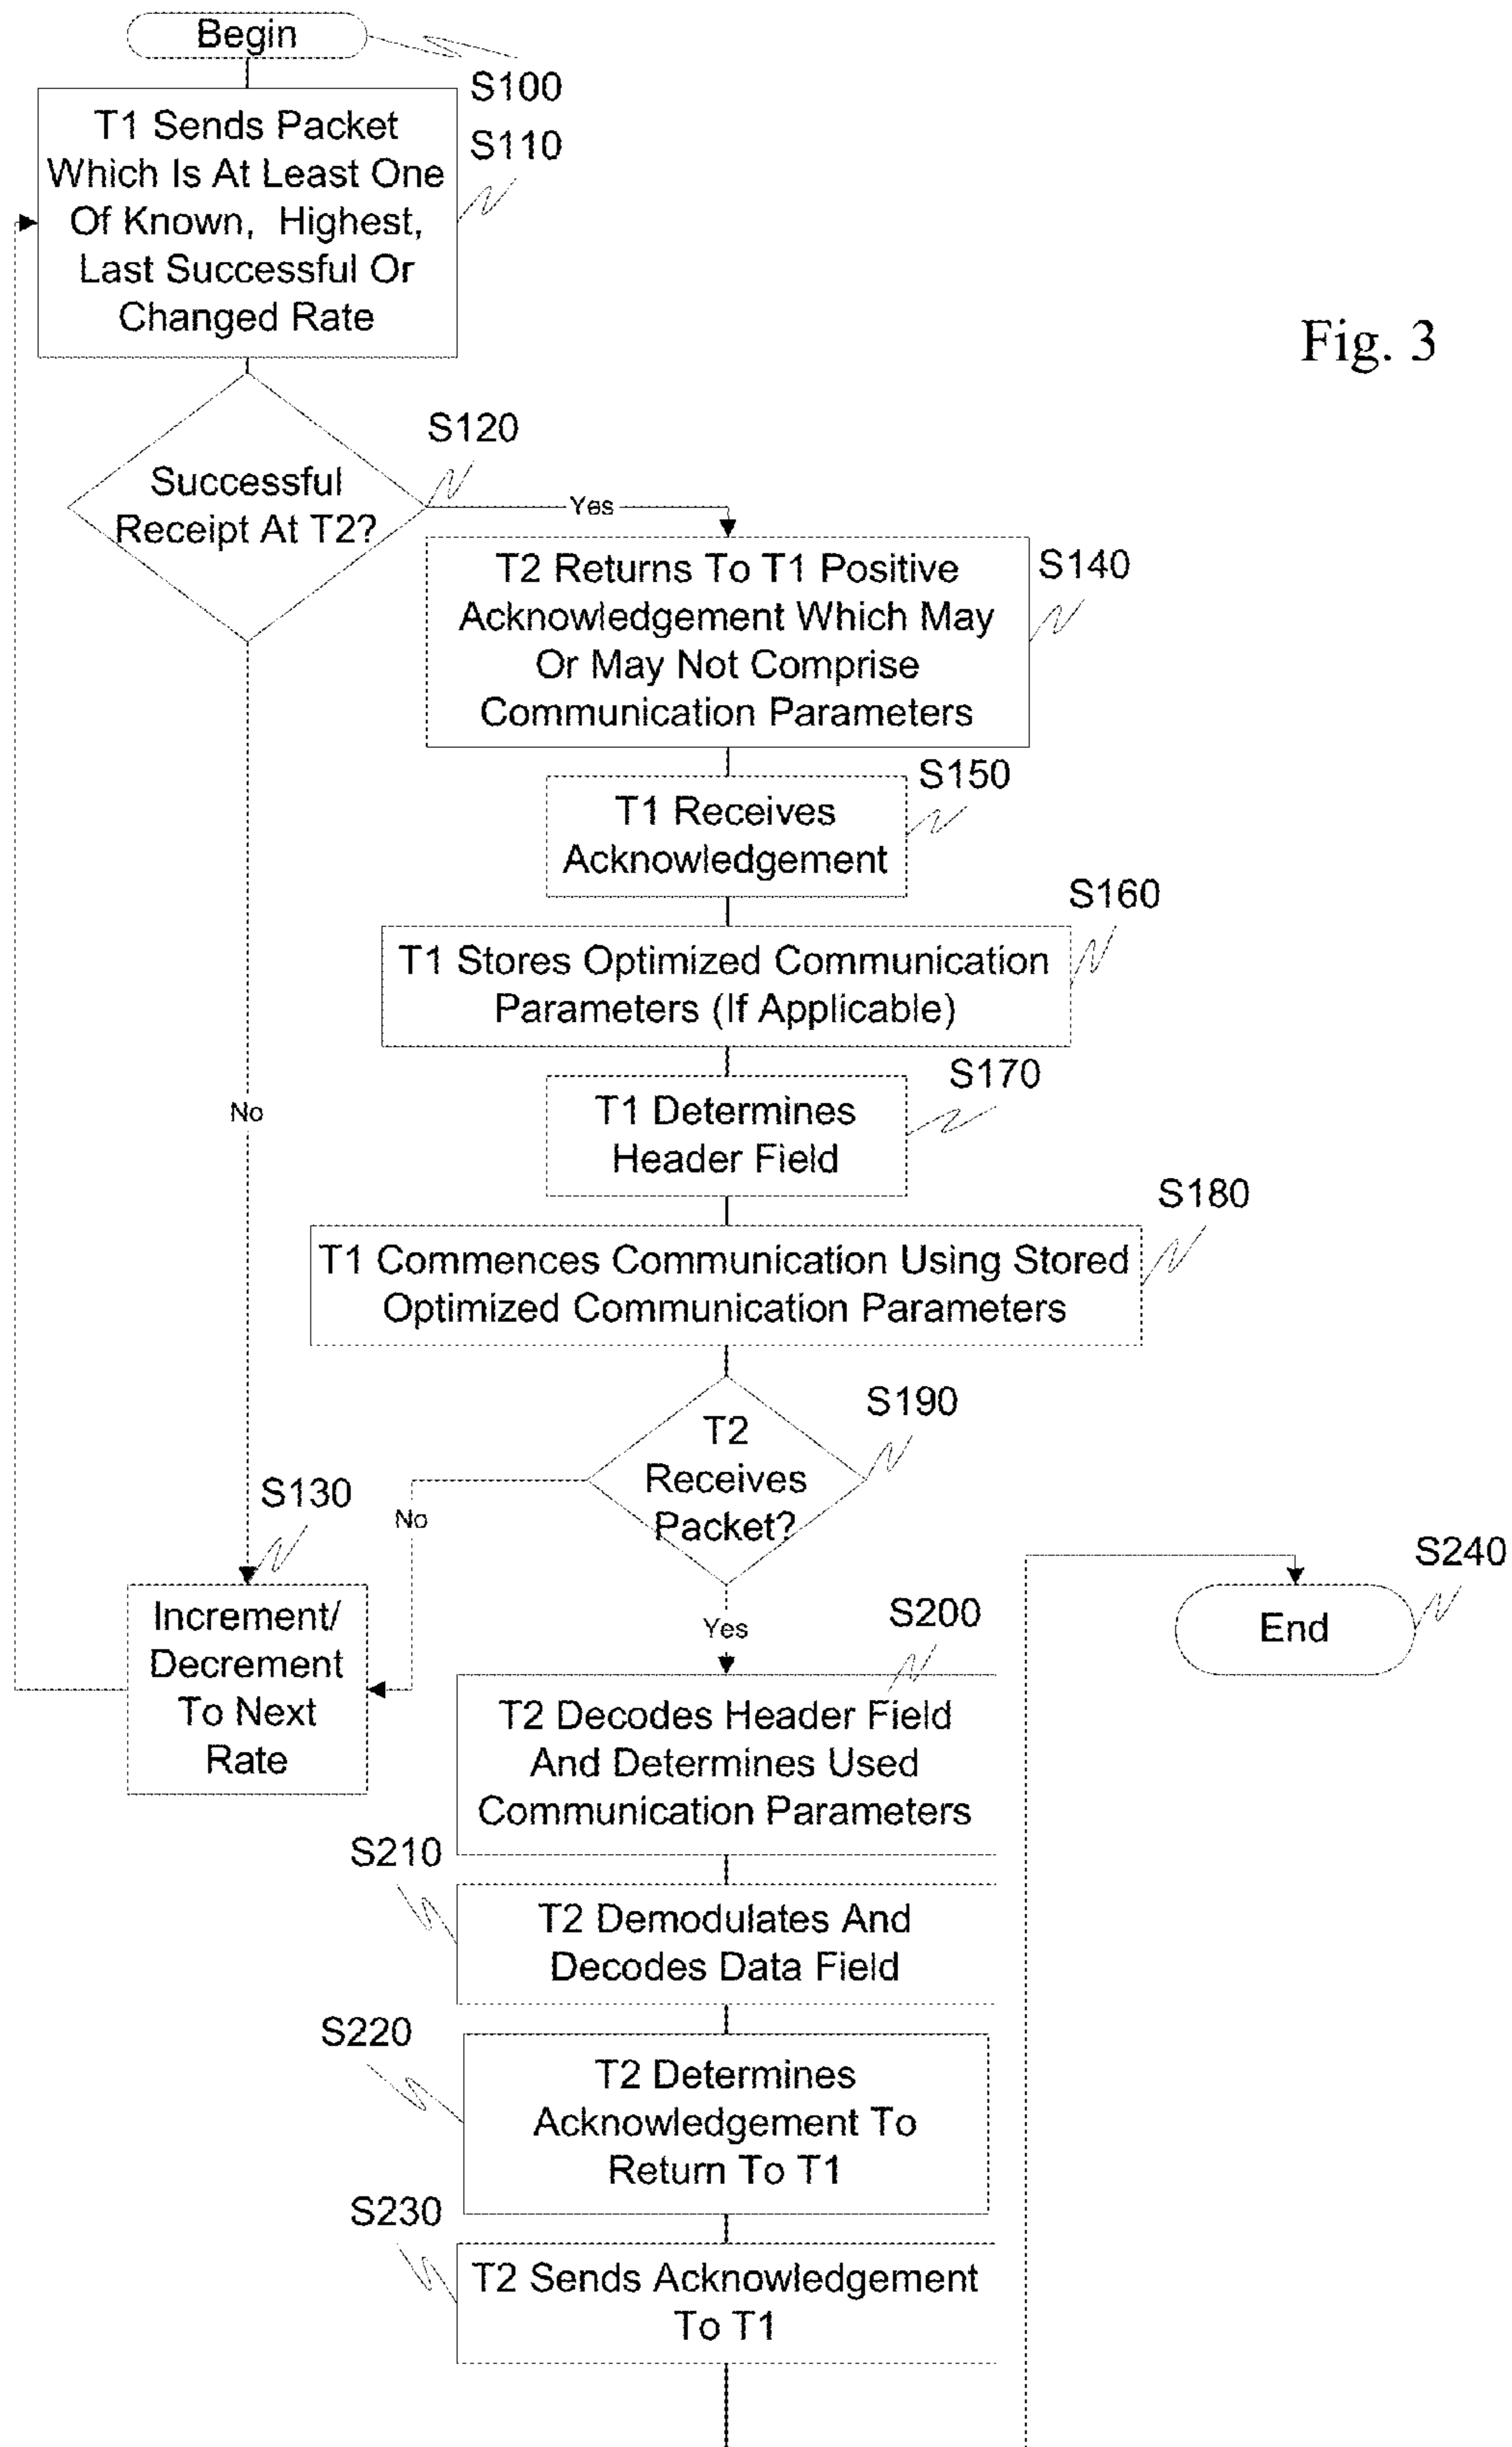 Begin
S100
T1 Sends Packet
Which Is At Least One
Of Known, Highest,
Last Successful Or
Changed Rate
S110
Fig. 3
Successful
Receipt At T2?
S120
Yes
T2 Returns To T1 Positive
Acknowledgement Which May
Or May Not Comprise
Communication Parameters
S140
T1 Receives
Acknowledgement
S150
T1 Stores Optimized Communication
Parameters (If Applicable)
S160
T1 Determines
Header Field
S170
No
T1 Commences Communication Using Stored
Optimized Communication Parameters
S180
T2
Receives
Packet?
S190
No
Yes
S130
Increment/
Decrement
To Next
Rate
S240
End
S200
T2 Decodes Header Field
And Determines Used
Communication Parameters
S210
T2 Demodulates And
Decodes Data Field
S220
T2 Determines
Acknowledgement To
Return To T1
S230
T2 Sends Acknowledgement
To T1